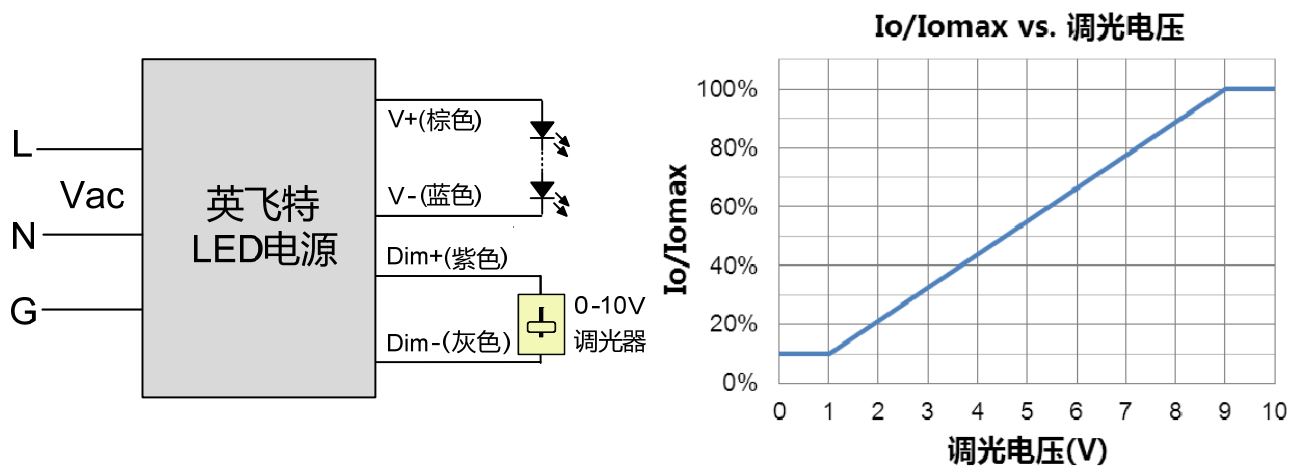 L
Vac
N
G
英飞特
LED电源
V+(棕色)
V-(蓝色)
Dim+(紫色)
Dim-(灰色)
0-10V
调光器
Io/Iomax vs. 调光电压
Io/Iomax
100%
80%
60%
40%
20%
0%
0 1 2 3 4 5 6 7 8 9 10
调光电压(V)